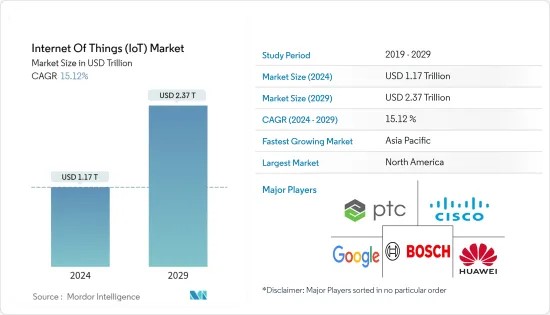 Internet Of Things (IoT) Market
Market Size in USD Trillion
CAGR 15.12%
USD 2.37 T
USD 1.17 T
2024 2029
Source : Mordor Intelligence
Study Period 2019 - 2029
Market Size (2024) USD 1.17 Trillion
Market Size (2029) USD 2.37 Trillion
CAGR (2024 - 2029) 15.12 %
Fastest Growing Market Asia Pacific
Largest Market North America
Major Players
ptc
CISCO
Google
BOSCH
HUAWEI
*Disclaimer: Major Players sorted in no particular order